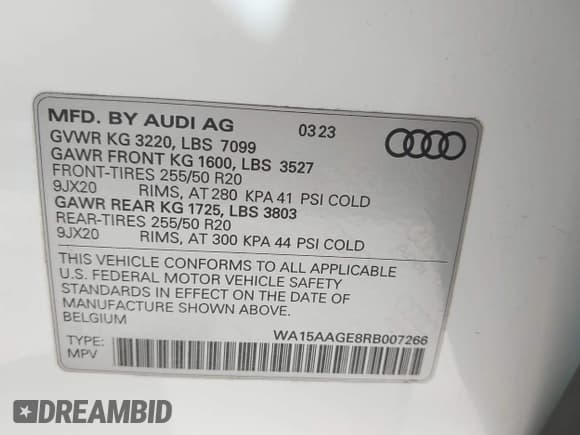 MFD. BY AUDI AG 03 23
GVWR KG 3220, LBS 7099
GAWR FRONT KG 1600, LBS 3527
FRONT-TIRES 255/50 R20
9JX20 RIMS, AT 280 KPA 41 PSI COLD
GAWR REAR KG 1725, LBS 3803
REAR-TIRES 255/50 R20
9JX20 RIMS, AT 300 KPA 44 PSI COLD
THIS VEHICLE CONFORMS TO ALL APPLICABLE
U.S. FEDERAL MOTOR VEHICLE SAFETY
STANDARDS IN EFFECT ON THE DATE OF
MANUFACTURE SHOWN ABOVE.
BELGIUM
WA15AAGE8RB007266
TYPE:
MPV
DREAMBID